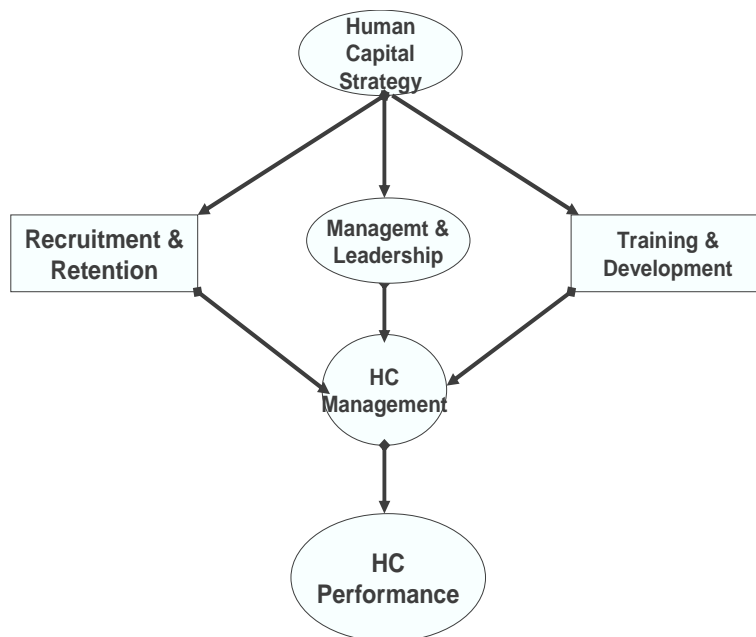 Human
Capital
Strategy
Recruitment &
Retention
Managemt &
Leadership
Training &
Development
HC
Management
HC
Performance